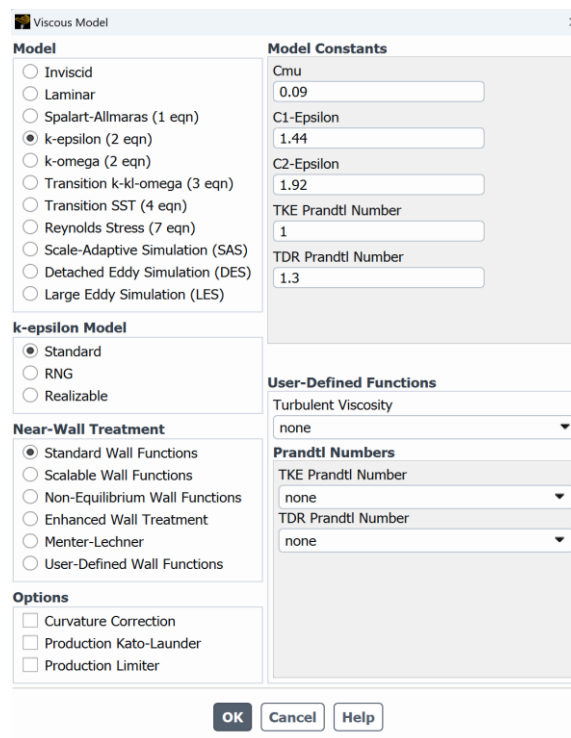 Viscous Model
Model
Inviscid
Laminar
Spalart-Allmaras (1 eqn)
k-epsilon (2 eqn)
k-omega (2 eqn)
Transition k-kl-omega (3 eqn)
Transition SST (4 eqn)
Reynolds Stress (7 eqn)
Scale-Adaptive Simulation (SAS)
Detached Eddy Simulation (DES)
Large Eddy Simulation (LES)
k-epsilon Model
Standard
RNG
Realizable
Near-Wall Treatment
Standard Wall Functions
Scalable Wall Functions
Non-Equilibrium Wall Functions
Enhanced Wall Treatment
Menter-Lechner
User-Defined Wall Functions
Options
Curvature Correction
Production Kato-Launder
Production Limiter
Model Constants
Cmu
0.09
C1-Epsilon
1.44
C2-Epsilon
1.92
TKE Prandtl Number
1
TDR Prandtl Number
1.3
User-Defined Functions
Turbulent Viscosity
none
Prandtl Numbers
TKE Prandtl Number
none
TDR Prandtl Number
none
OK
Cancel
Help